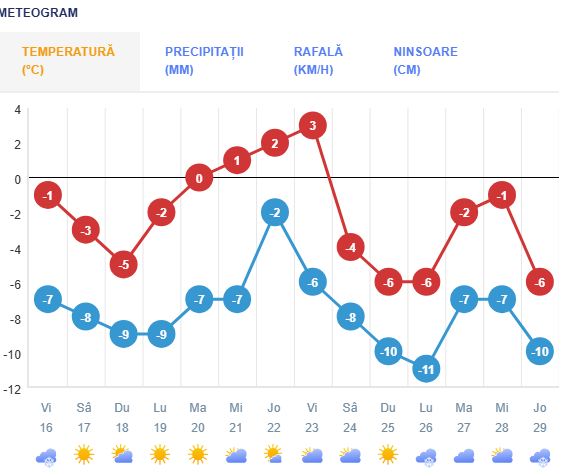 METEOGRAM
TEMPERATURĂ PRECIPITAȚII RAFALĂ NINSOARE
(°C) (MM) (KM/H) (CM)
4
2
0
-2
-4
-6
-8
-10
-12
-1 -3 -5 -2 0 1 2 3 -4 -6 -6 -2 -1 -6
-7 -8 -9 -9 -7 -7 -2 -6 -8 -10 -11 -7 -7 -10
Vi Sâ Du Lu Ma Mi Jo Vi Sâ Du Lu Ma Mi Jo
16 17 18 19 20 21 22 23 24 25 26 27 28 29